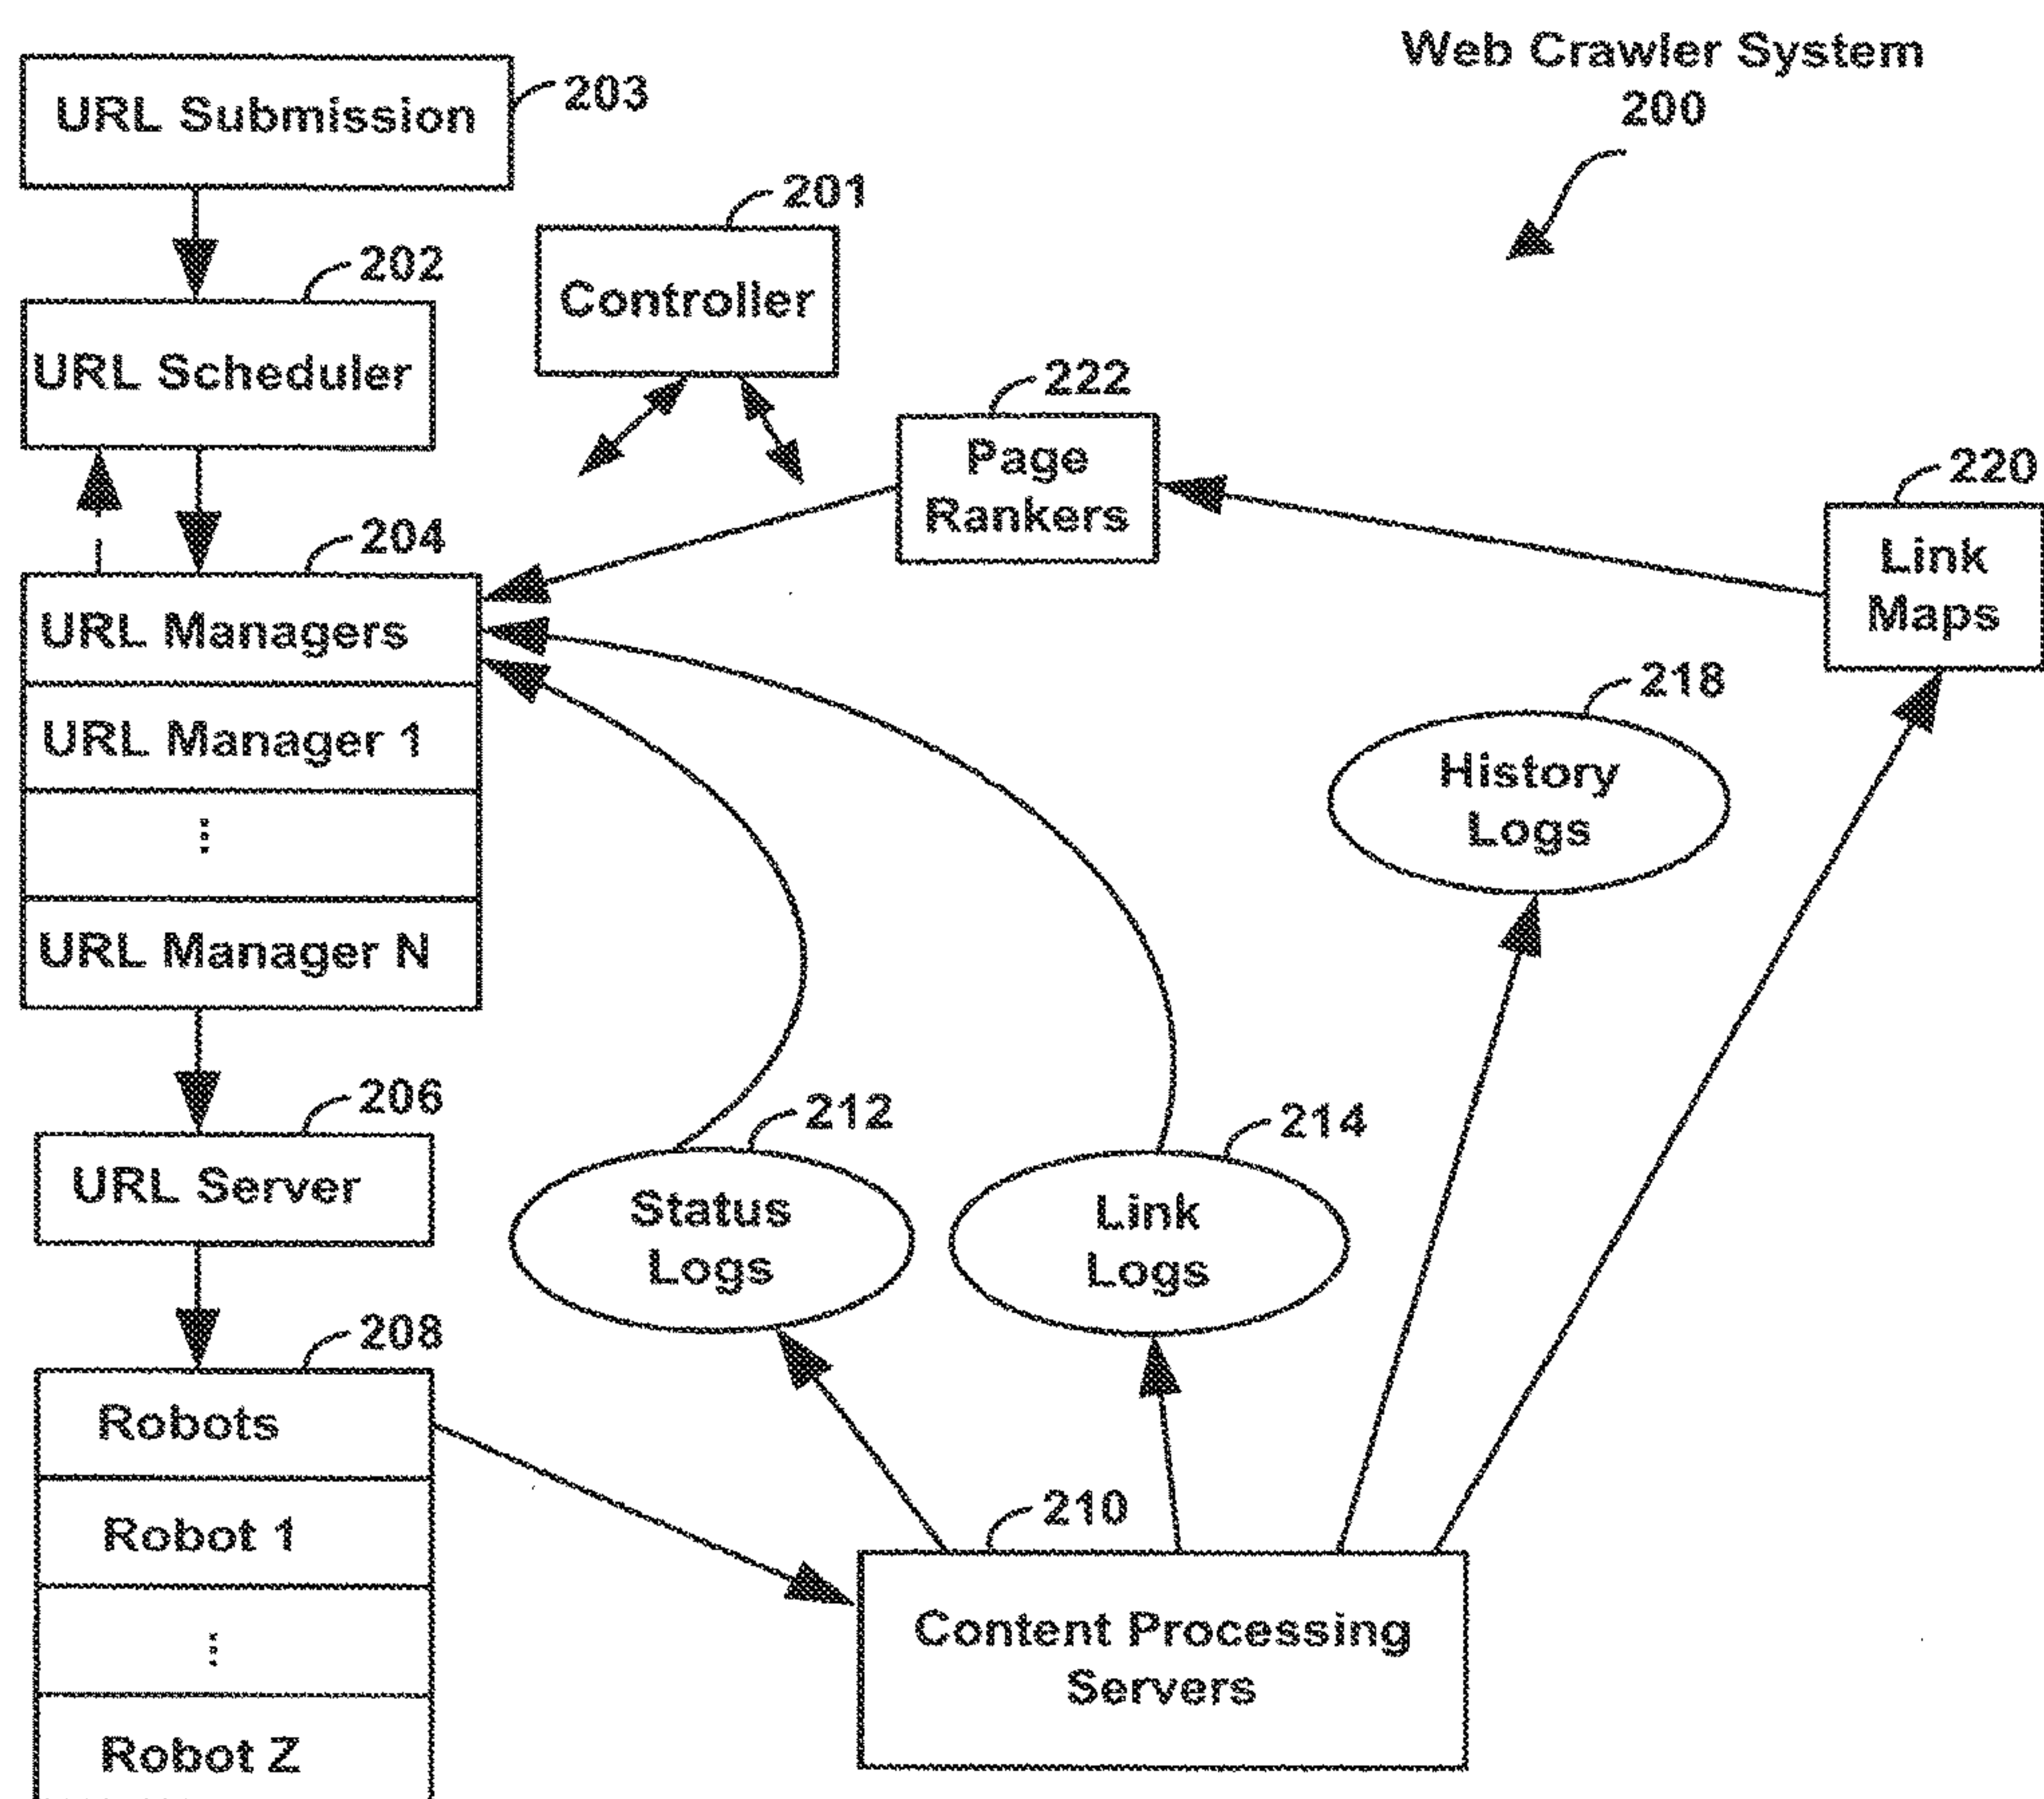 Web Crawler System
200
URL Submission
203
201
Controller
202
URL Scheduler
222
Page
Rankers
220
Link
Maps
204
URL Managers
URL Manager 1
⋮
URL Manager N
218
History
Logs
206
URL Server
212
Status
Logs
214
Link
Logs
208
Robots
Robot 1
⋮
Robot Z
210
Content Processing
Servers